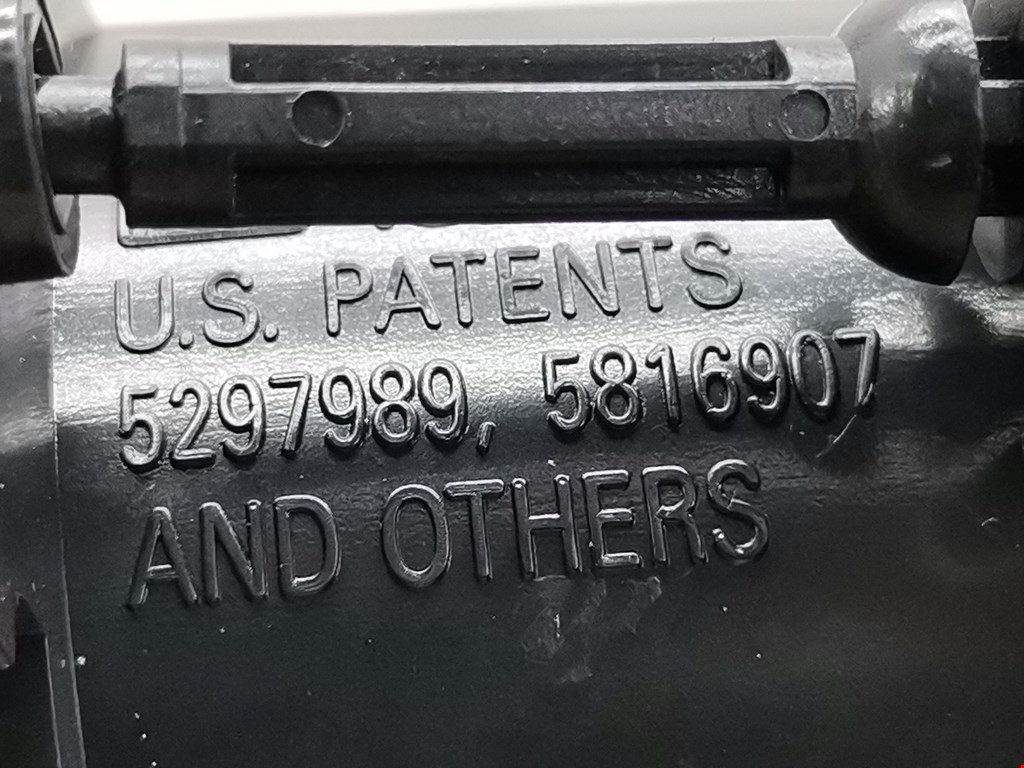 U.S. PATENTS
5297989, 5816907
AND OTHERS